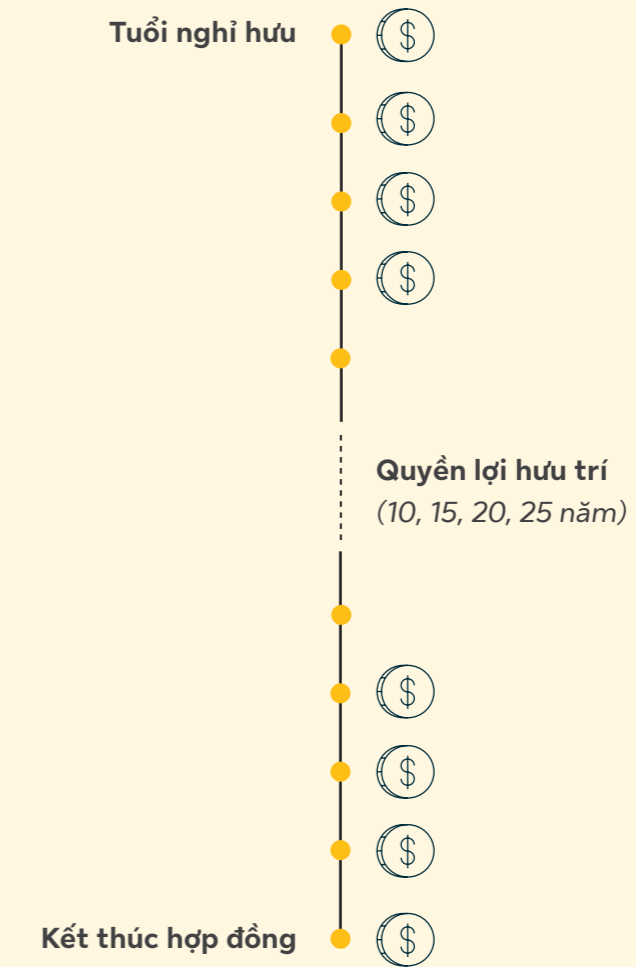 Tuổi nghỉ hưu
$
$
$
$
Quyền lợi hưu trí
(10, 15, 20, 25 năm)
$
$
$
Kết thúc hợp đồng
$